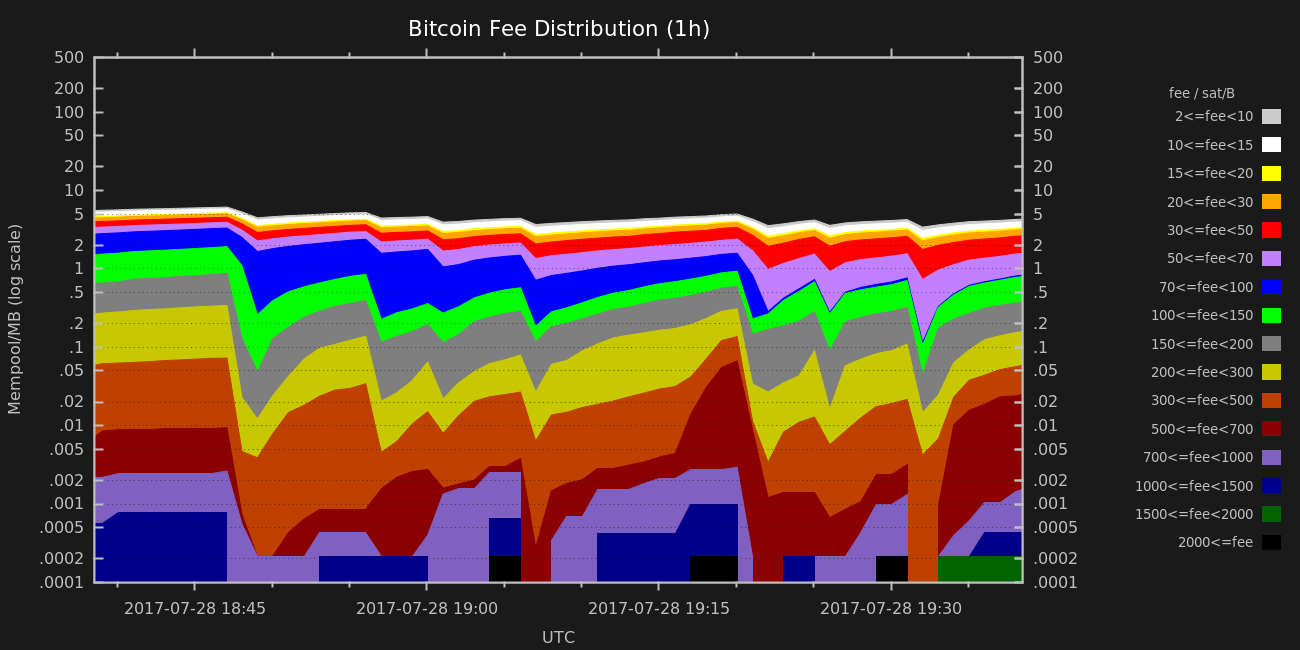 Bitcoin Fee Distribution (1h)
500 500
200 200
100 100
50 50
20 20
10 10
5 5
2 2
1 1
.5 .5
.2 .2
.1 .1
.05 .05
.02 .02
.01 .01
.005 .005
.002 .002
.001 .001
.0005 .0005
.0002 .0002
.0001 .0001
Mempool/MB (log scale)
2017-07-28 18:45 2017-07-28 19:00 2017-07-28 19:15 2017-07-28 19:30
UTC
fee / sat/B
2<=fee<10
10<=fee<15
15<=fee<20
20<=fee<30
30<=fee<50
50<=fee<70
70<=fee<100
100<=fee<150
150<=fee<200
200<=fee<300
300<=fee<500
500<=fee<700
700<=fee<1000
1000<=fee<1500
1500<=fee<2000
2000<=fee